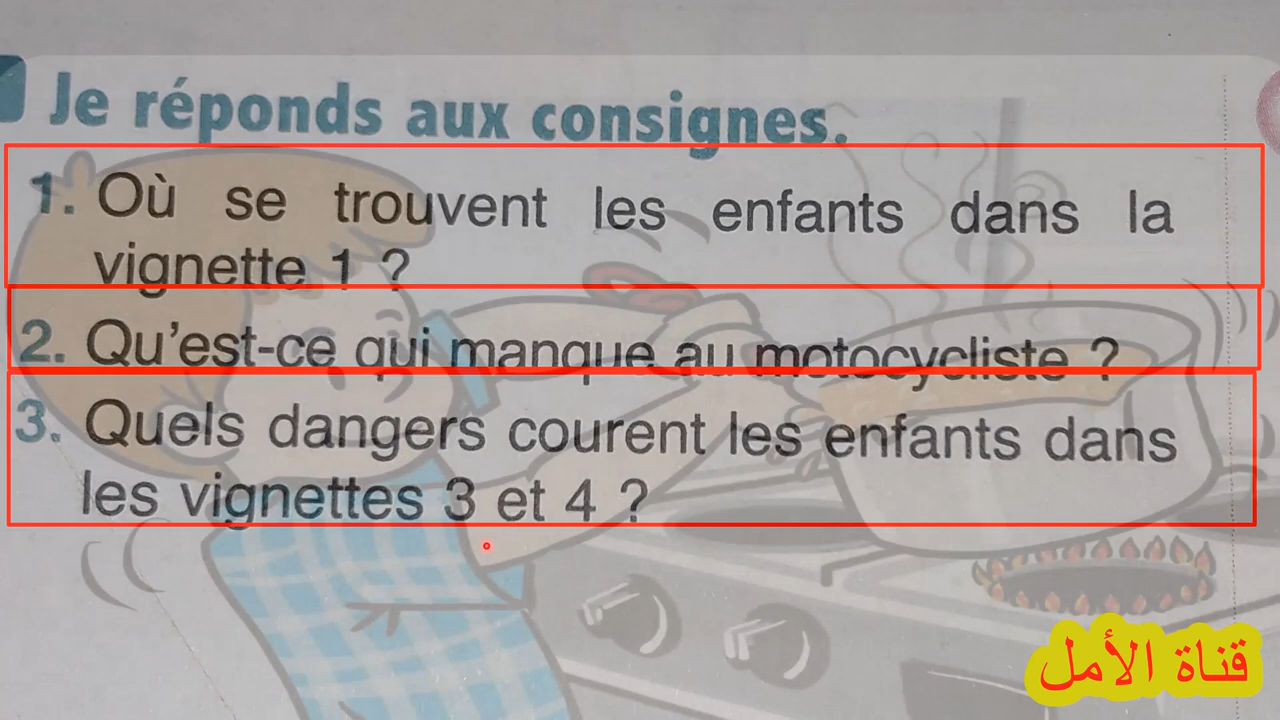 Je réponds aux consignes.
1. Où se trouvent les enfants dans la
vignette 1 ?
2. Qu'est-ce qui manque au motocycliste ?
3. Quels dangers courent les enfants dans
les vignettes 3 et 4 ?
قناة الأمل